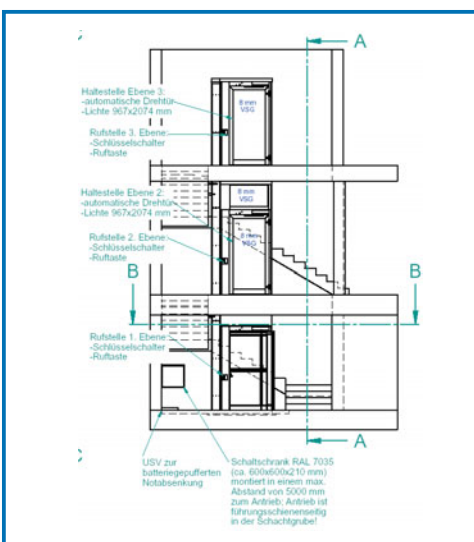 A
Haltestelle Ebene 3:
-automatische Drehtür
-Lichte 967x2074 mm
8 mm
VSG
Rufstelle 3. Ebene:
-Schlüsselschalter
-Ruftaste
Haltestelle Ebene 2:
-automatische Drehtür
-Lichte 967x2074 mm
8 mm
VSG
Rufstelle 2. Ebene:
-Schlüsselschalter
-Ruftaste
8 mm
VSG
B
B
Rufstelle 1. Ebene:
-Schlüsselschalter
-Ruftaste
A
USV zur
batteriegepufferten
Notabsenkung
Schaltschrank RAL 7035
(ca. 600x600x210 mm)
montiert in einem max.
Abstand von 5000 mm
zum Antrieb; Antrieb ist
führungsschienenseitig
in der Schachtgrube!